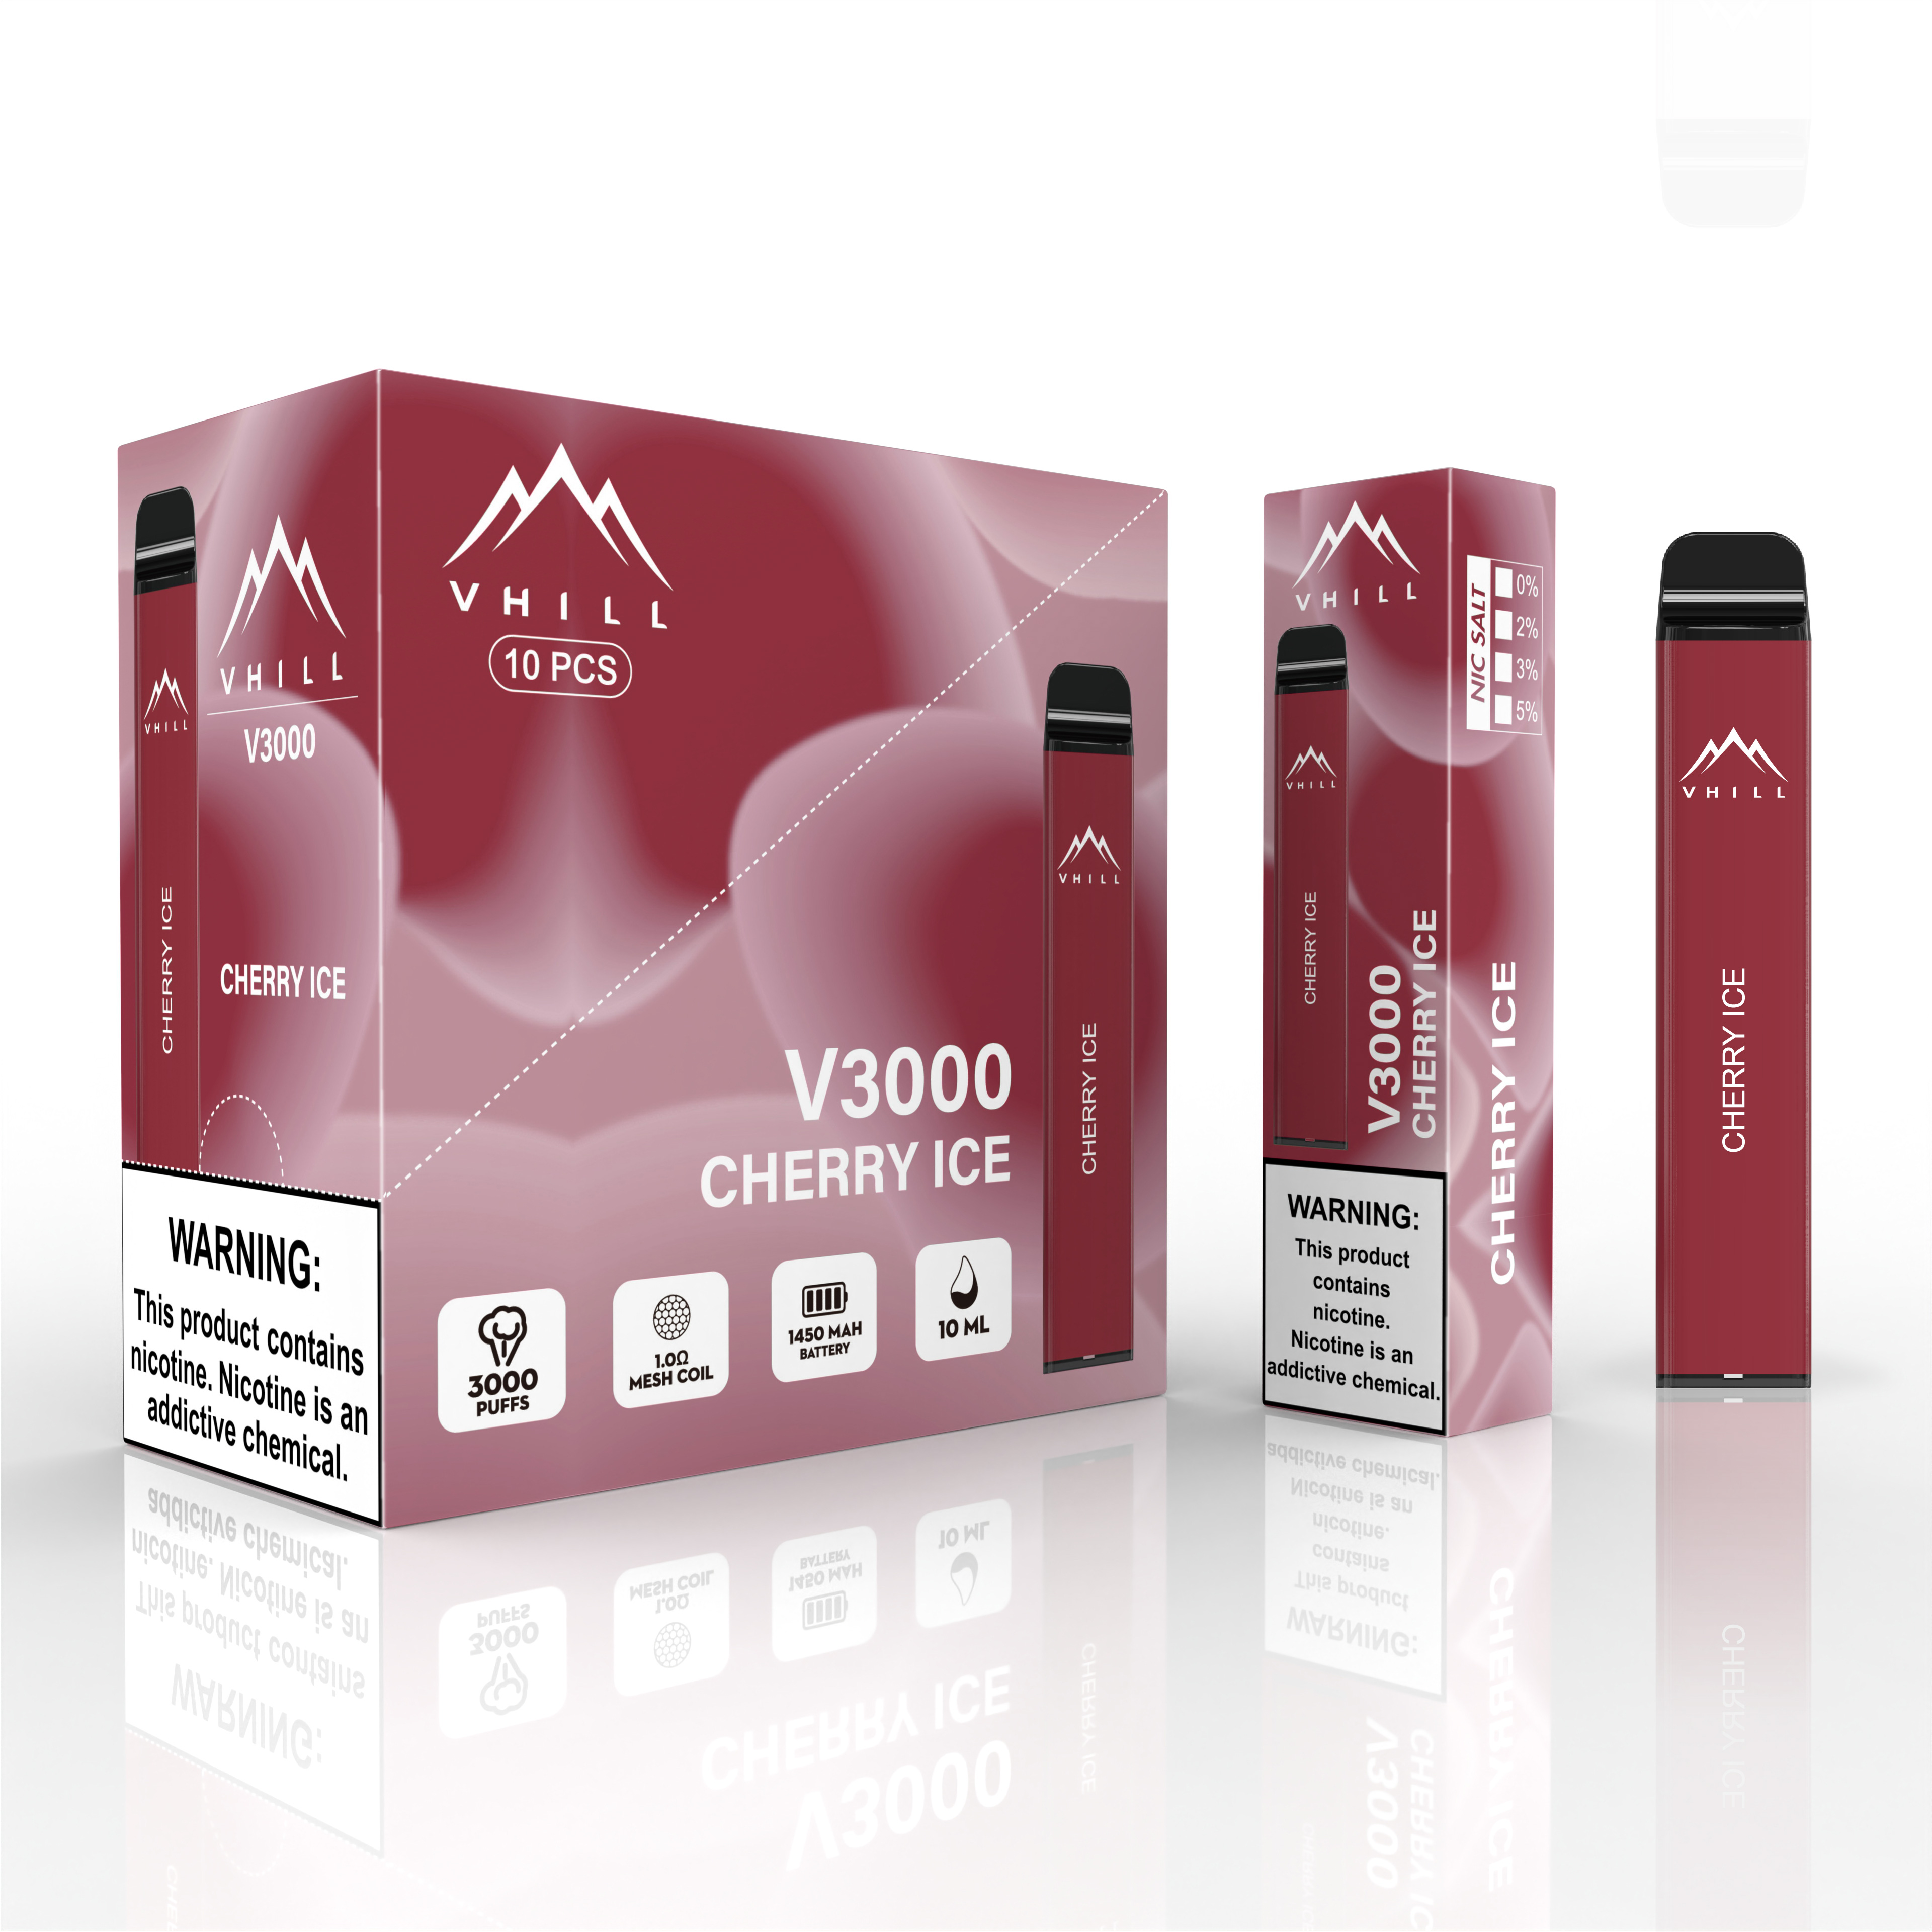 VHILL
V3000
CHERRY ICE
VHILL
CHERRY ICE
WARNING:
This product contains
nicotine. Nicotine is an
addictive chemical.
VHILL
10 PCS
V3000
CHERRY ICE
3000
PUFFS
1.0Ω
MESH COIL
1450 MAH
BATTERY
10 ML
VHILL
CHERRY ICE
VHILL
VHILL
CHERRY ICE
V3000
CHERRY ICE
WARNING:
This product
contains
nicotine.
Nicotine is an
addictive chemical.
NIC SALT
0%
2%
3%
5%
CHERRY ICE
VHILL
CHERRY ICE